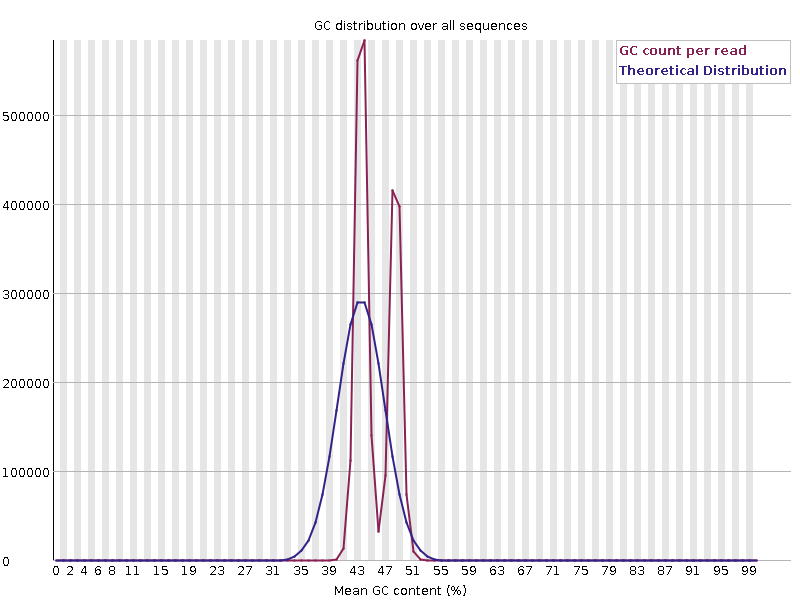 GC distribution over all sequences
GC count per read
Theoretical Distribution
500000
400000
300000
200000
100000
0
0 2 4 6 8 11 15 19 23 27 31 35 39 43 47 51 55 59 63 67 71 75 79 83 87 91 95 99
Mean GC content (%)